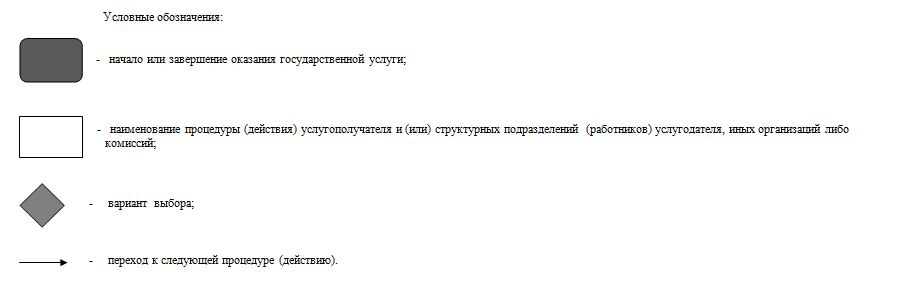 Условные обозначения:
- начало или завершение оказания государственной услуги;
- наименование процедуры (действия) услугополучателя и (или) структурных подразделений (работников) услугодателя, иных организаций либо
комиссий;
- вариант выбора;
- переход к следующей процедуре (действию).